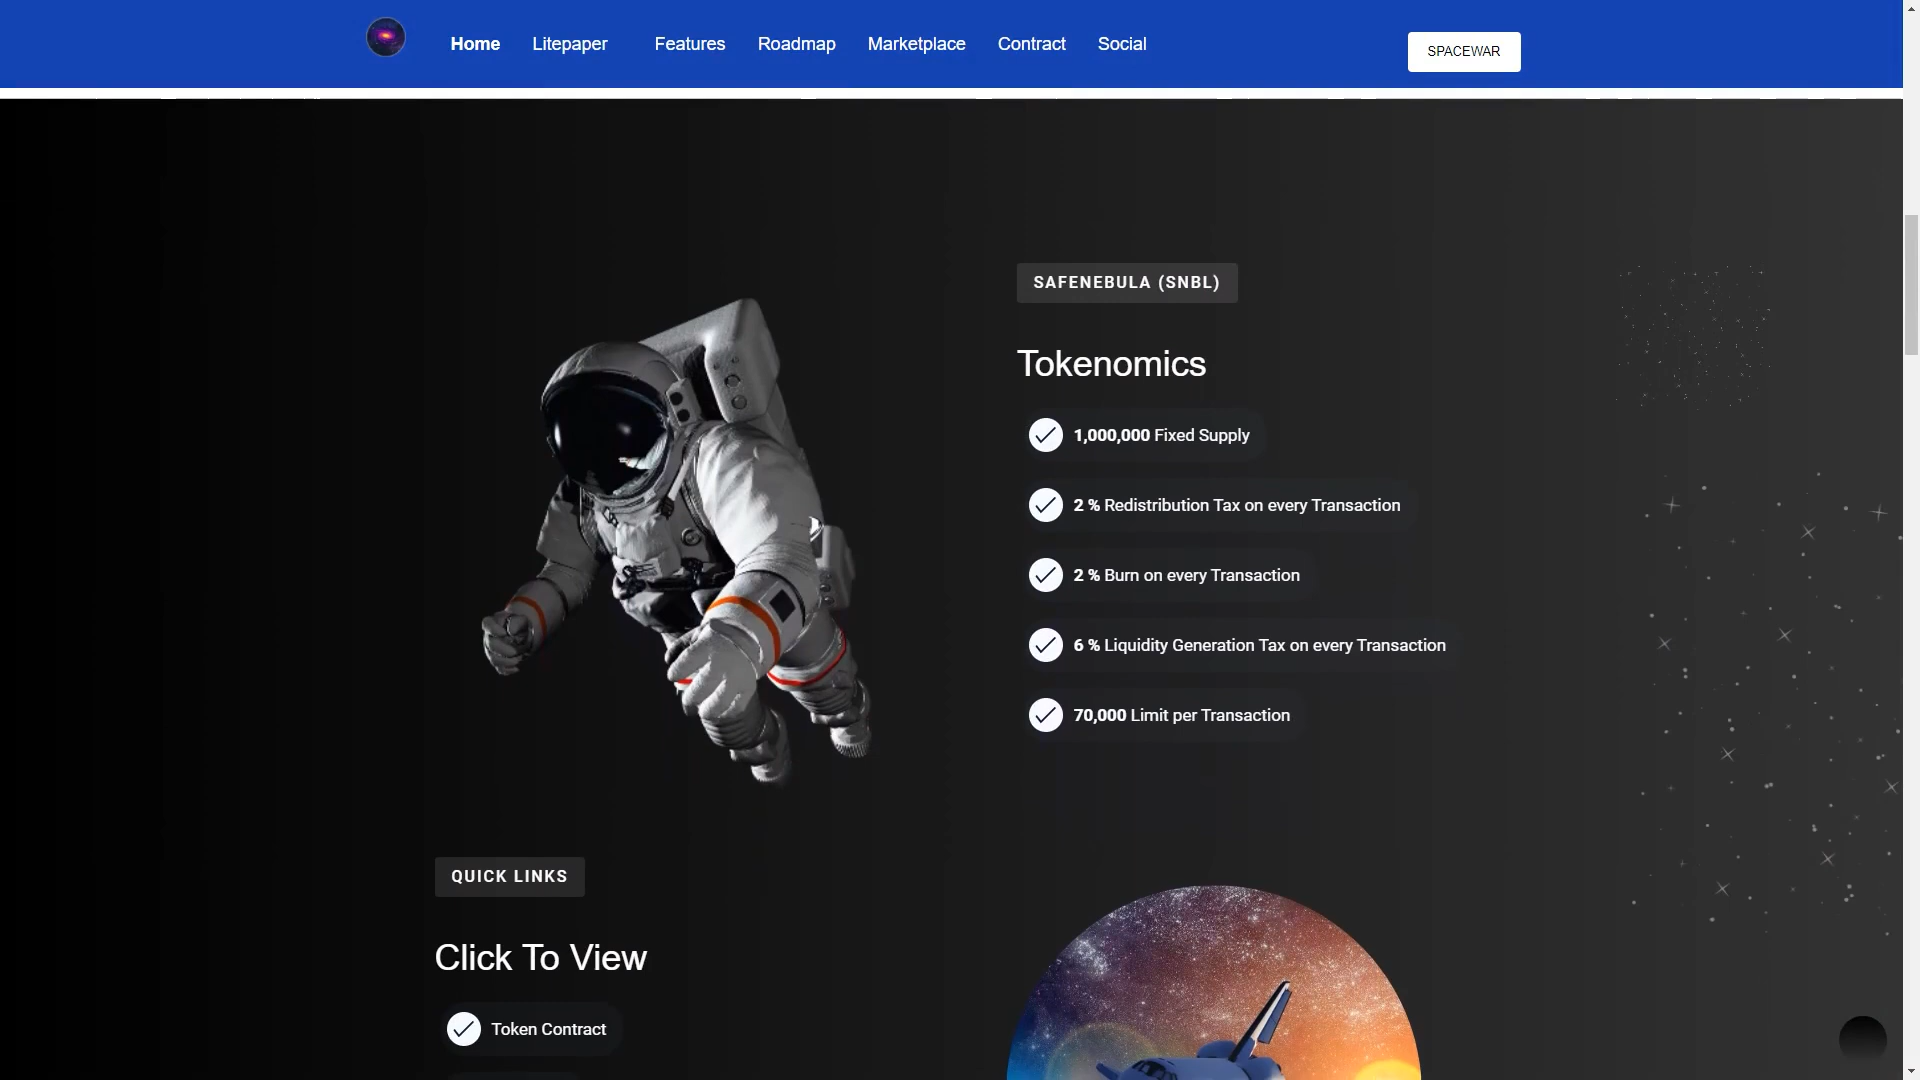 Home Litepaper Features Roadmap Marketplace Contract Social
SPACEWAR
SAFENEBULA (SNBL)
Tokenomics
1,000,000 Fixed Supply
2 % Redistribution Tax on every Transaction
2 % Burn on every Transaction
6 % Liquidity Generation Tax on every Transaction
70,000 Limit per Transaction
QUICK LINKS
Click To View
Token Contract